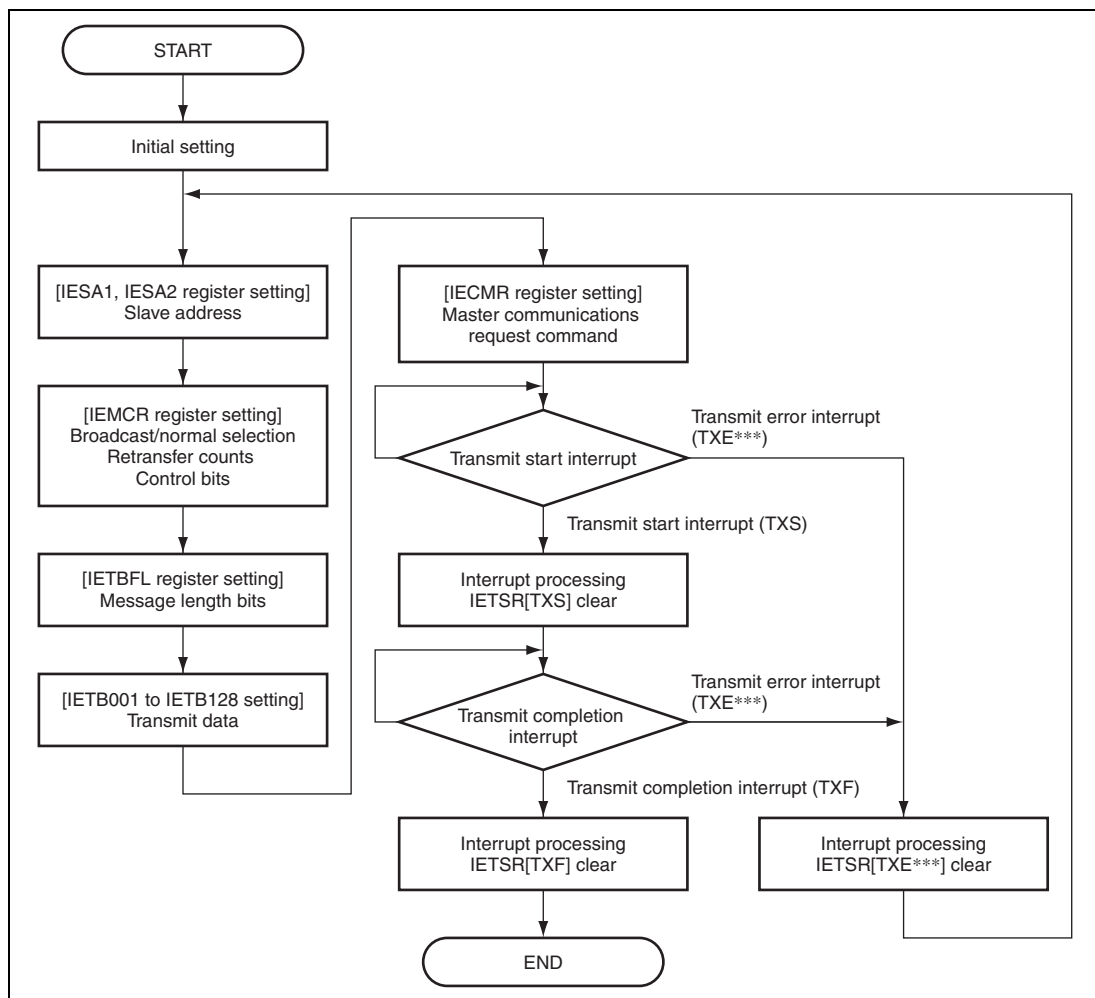 START
Initial setting
[IESA1, IESA2 register setting]
Slave address
[IEMCR register setting]
Broadcast/normal selection
Retransfer counts
Control bits
[IETBFL register setting]
Message length bits
[IETB001 to IETB128 setting]
Transmit data
[IECMR register setting]
Master communications
request command
Transmit start interrupt
Transmit error interrupt
(TXE***)
Transmit start interrupt (TXS)
Interrupt processing
IETSR[TXS] clear
Transmit completion
interrupt
Transmit error interrupt
(TXE***)
Transmit completion interrupt (TXF)
Interrupt processing
IETSR[TXF] clear
Interrupt processing
IETSR[TXE***] clear
END